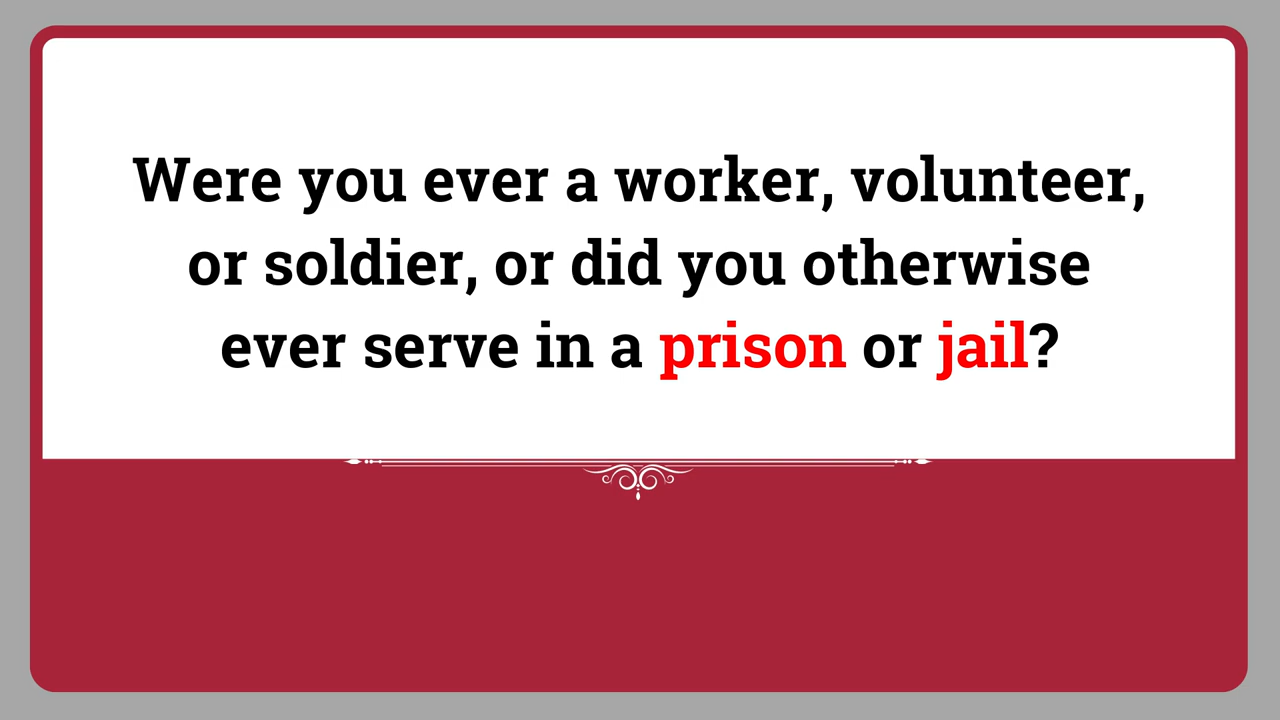 Were you ever a worker, volunteer,
or soldier, or did you otherwise
ever serve in a prison or jail?